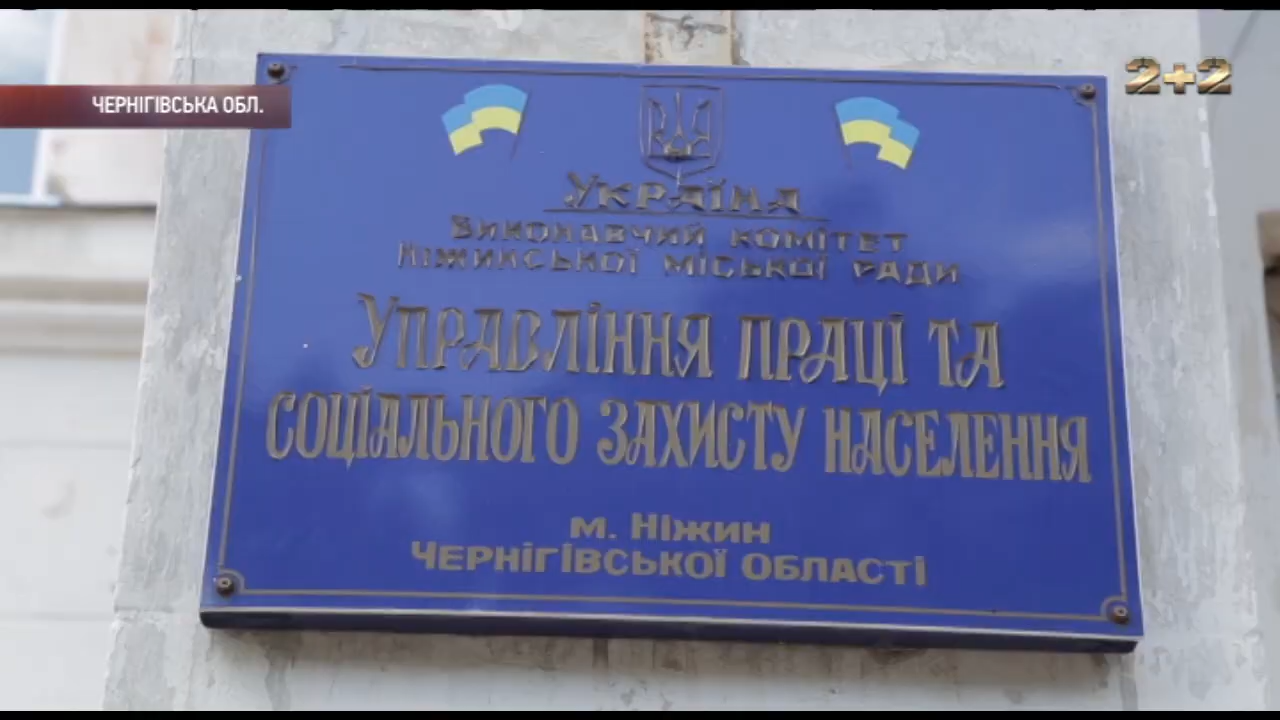 ЧЕРНІГІВСЬКА ОБЛ.
2+2
УКРАЇНА
ВИКОНАВЧИЙ КОМІТЕТ
НІЖИНСЬКОЇ МІСЬКОЇ РАДИ
УПРАВЛІННЯ ПРАЦІ ТА
СОЦІАЛЬНОГО ЗАХИСТУ НАСЕЛЕННЯ
м. НІЖИН
ЧЕРНІГІВСЬКОЇ ОБЛАСТІ